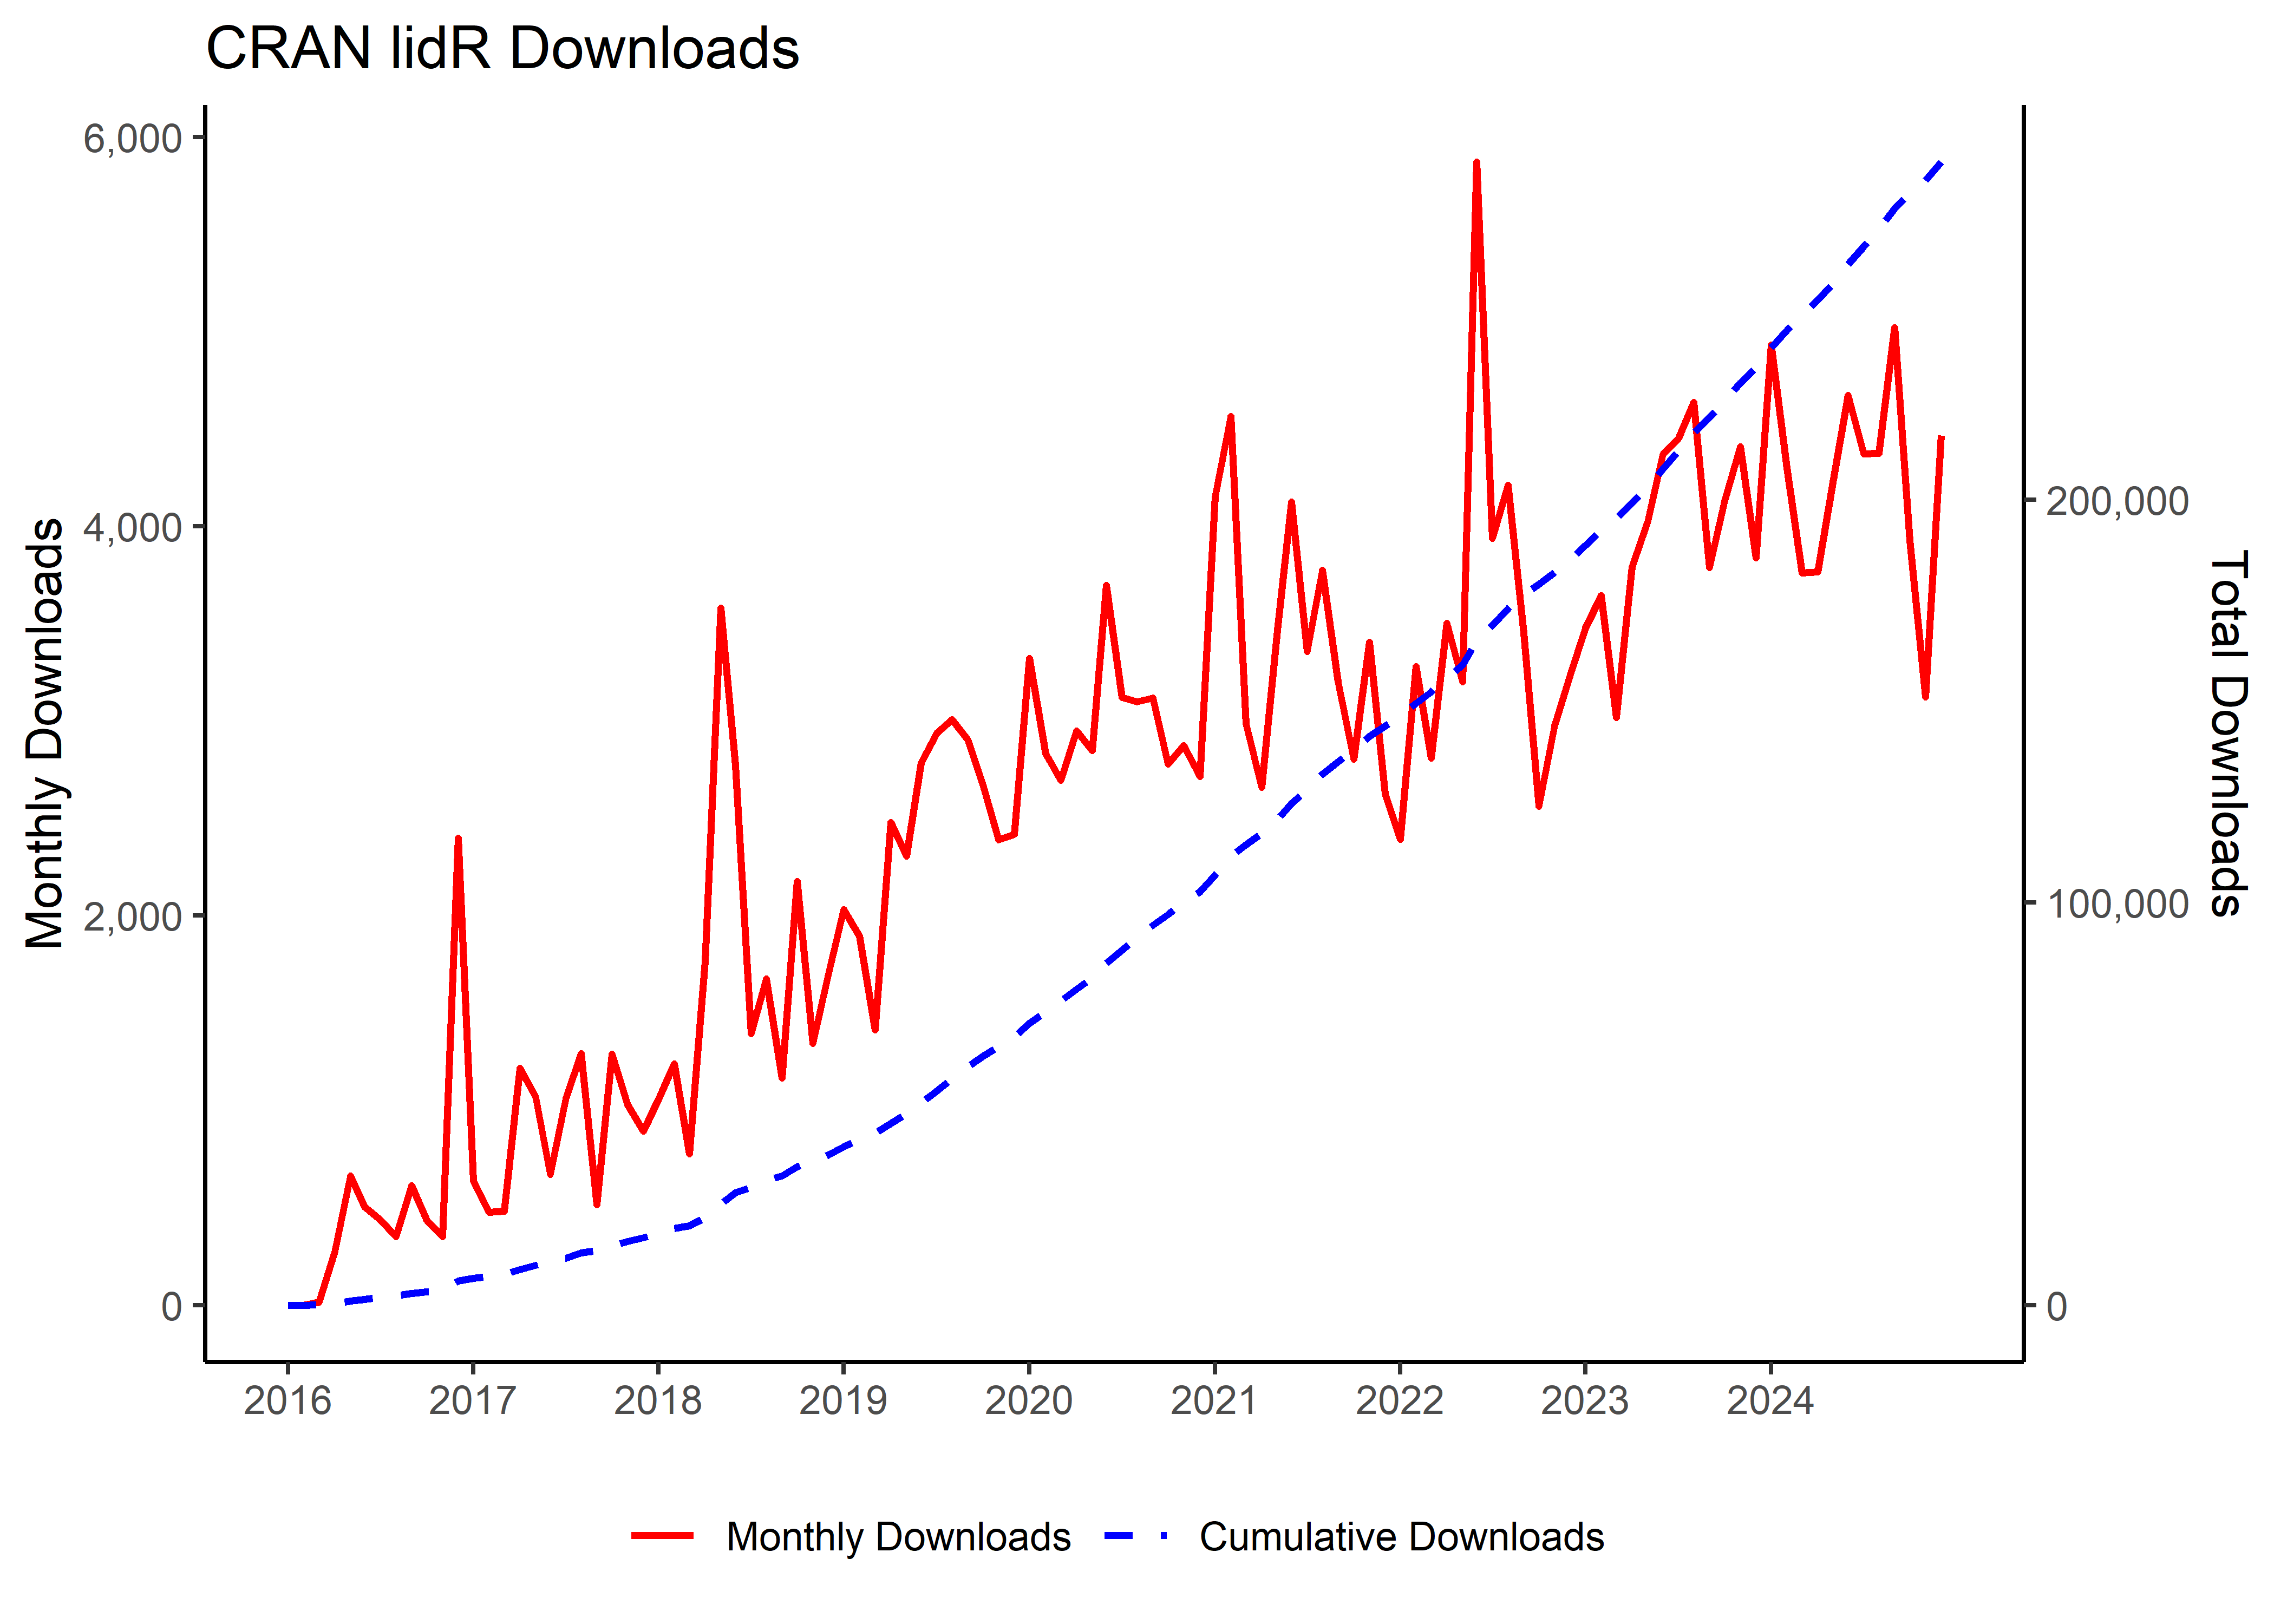 CRAN lidR Downloads
6,000
4,000
2,000
0
Monthly Downloads
200,000
100,000
0
Total Downloads
2016 2017 2018 2019 2020 2021 2022 2023 2024
Monthly Downloads Cumulative Downloads